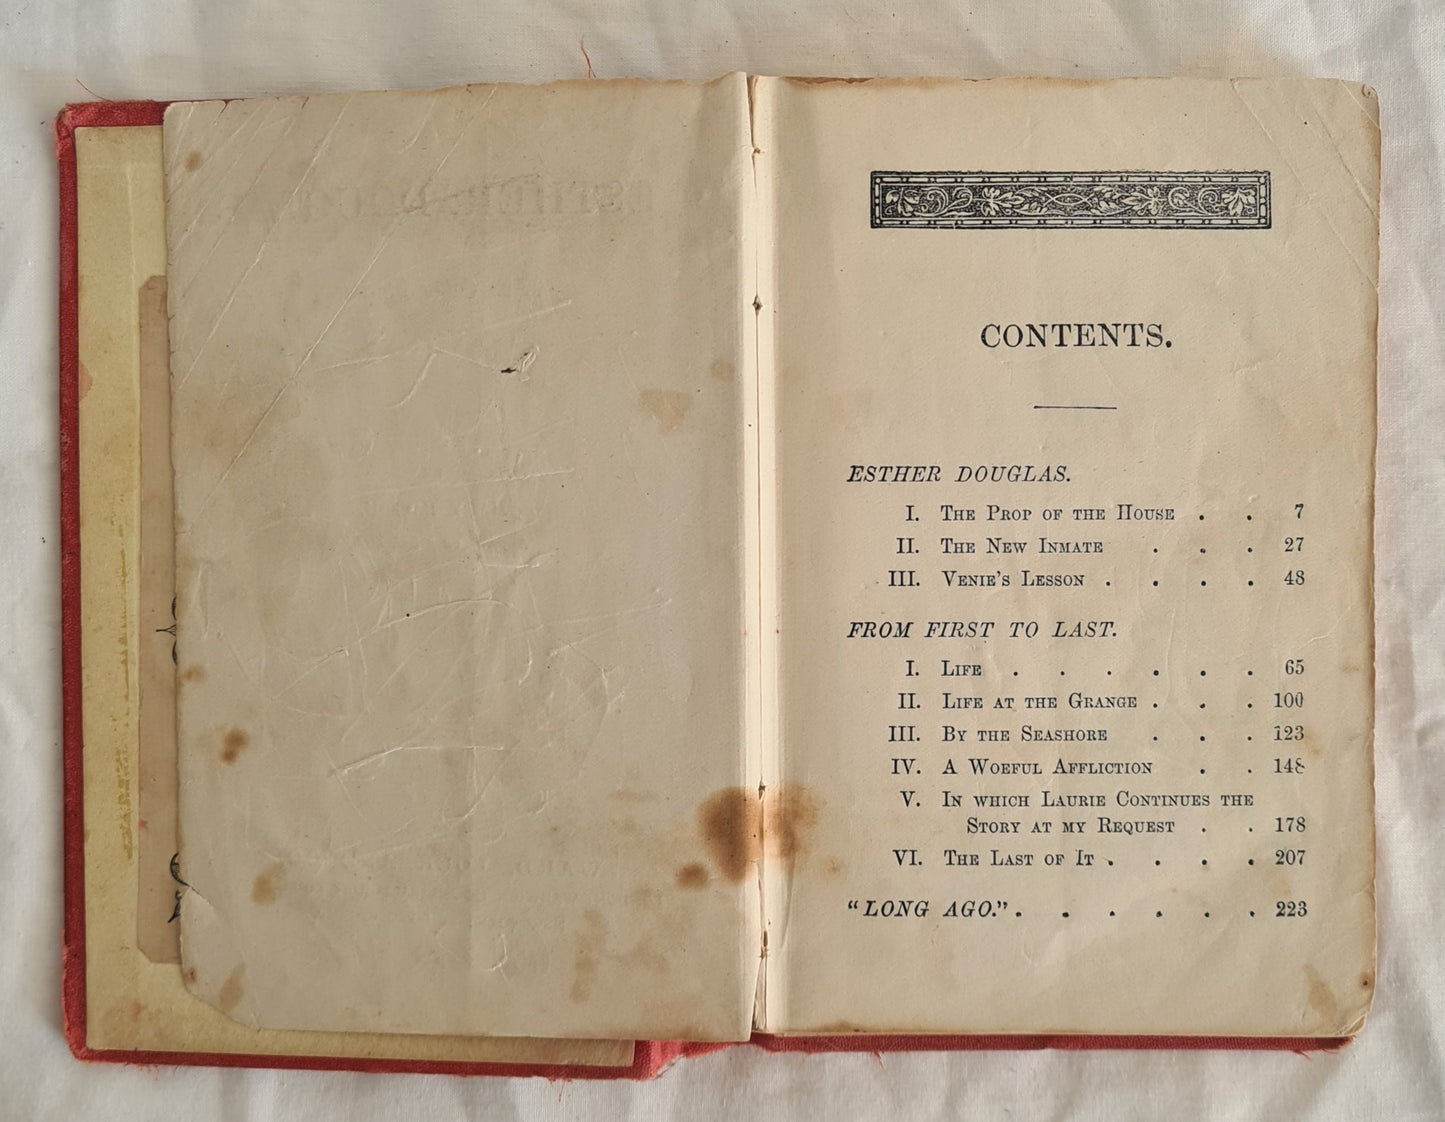 CONTENTS.
ESTHER DOUGLAS.
I. THE PROP OF THE HOUSE . . 7
II. THE NEW INMATE . . . 27
III. VENIE'S LESSON . . . . 48
FROM FIRST TO LAST.
I. LIFE . . . . . . 65
II. LIFE AT THE GRANGE . . . 100
III. BY THE SEASHORE . . . 123
IV. A WOEFUL AFFLICTION . . 148
V. IN WHICH LAURIE CONTINUES THE
STORY AT MY REQUEST . . 178
VI. THE LAST OF IT . . . . 207
"LONG AGO." . . . . . . 223